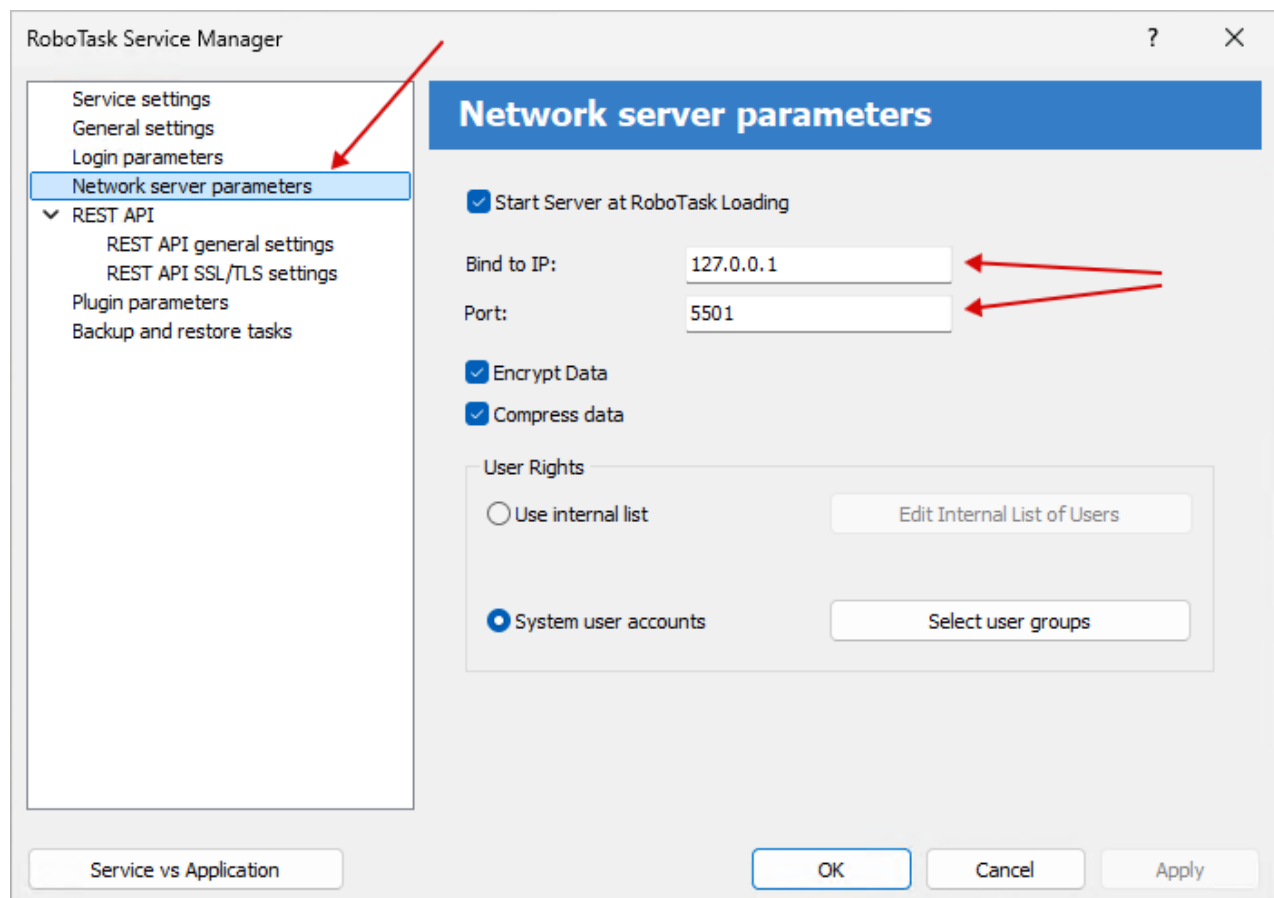 RoboTask Service Manager
?
Service settings
General settings
Login parameters
Network server parameters
REST API
REST API general settings
REST API SSL/TLS settings
Plugin parameters
Backup and restore tasks
Network server parameters
Start Server at RoboTask Loading
Bind to IP: 127.0.0.1
Port: 5501
Encrypt Data
Compress data
User Rights
Use internal list Edit Internal List of Users
System user accounts Select user groups
Service vs Application OK Cancel Apply